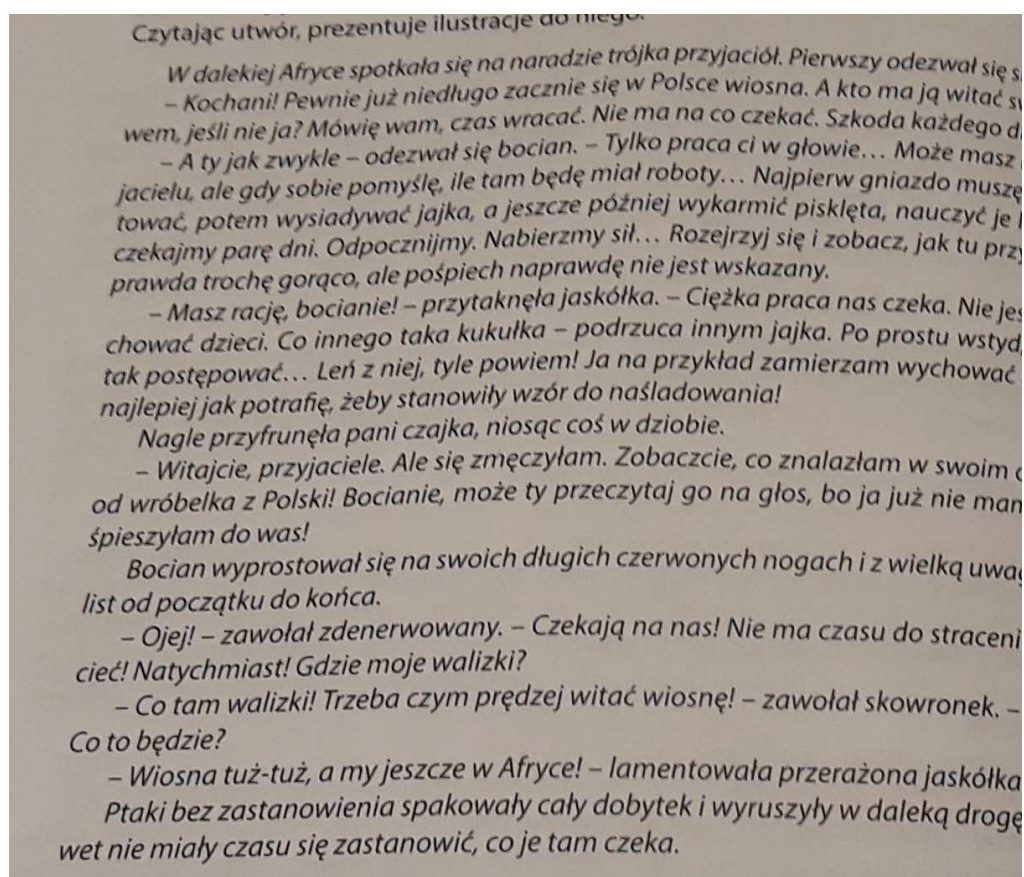 Czytając utwór, prezentuje ilustracje do niego.
W dalekiej Afryce spotkała się na naradzie trójka przyjaciół. Pierwszy odezwał się
– Kochani! Pewnie już niedługo zacznie się w Polsce wiosna. A kto ma ją witać
wem, jeśli nie ja? Mówię wam, czas wracać. Nie ma na co czekać. Szkoda każdego
– A ty jak zwykle – odezwał się bocian. – Tylko praca ci w głowie… Może masz
jacielu, ale gdy sobie pomyślę, ile tam będę miał roboty… Najpierw gniazdo muszę
tować, potem wysiadywać jajka, a jeszcze później wykarmić pisklęta, nauczyć je
czekajmy parę dni. Odpocznijmy. Nabierzmy sił… Rozejrzyj się i zobacz, jak tu przy
prawda trochę gorąco, ale pośpiech naprawdę nie jest wskazany.
– Masz rację, bocianie! – przytaknęła jaskółka. – Ciężka praca nas czeka. Nie jes
chować dzieci. Co innego taka kukułka – podrzuca innym jajka. Po prostu wstyd,
tak postępować… Leń z niej, tyle powiem! Ja na przykład zamierzam wychować
najlepiej jak potrafię, żeby stanowiły wzór do naśladowania!
Nagle przyfrunęła pani czajka, niosąc coś w dziobie.
– Witajcie, przyjaciele. Ale się zmęczyłam. Zobaczcie, co znalazłam w swoim
od wróbelka z Polski! Bocianie, może ty przeczytaj go na głos, bo ja już nie mam
śpieszyłam do was!
Bocian wyprostował się na swoich długich czerwonych nogach i z wielką uwag
list od początku do końca.
– Ojej! – zawołał zdenerwowany. – Czekają na nas! Nie ma czasu do straceni
cieć! Natychmiast! Gdzie moje walizki?
– Co tam walizki! Trzeba czym prędzej witać wiosnę! – zawołał skowronek. –
Co to będzie?
– Wiosna tuż-tuż, a my jeszcze w Afryce! – lamentowała przerażona jaskółka
Ptaki bez zastanowienia spakowały cały dobytek i wyruszyły w daleką drogę
wet nie miały czasu się zastanowić, co je tam czeka.